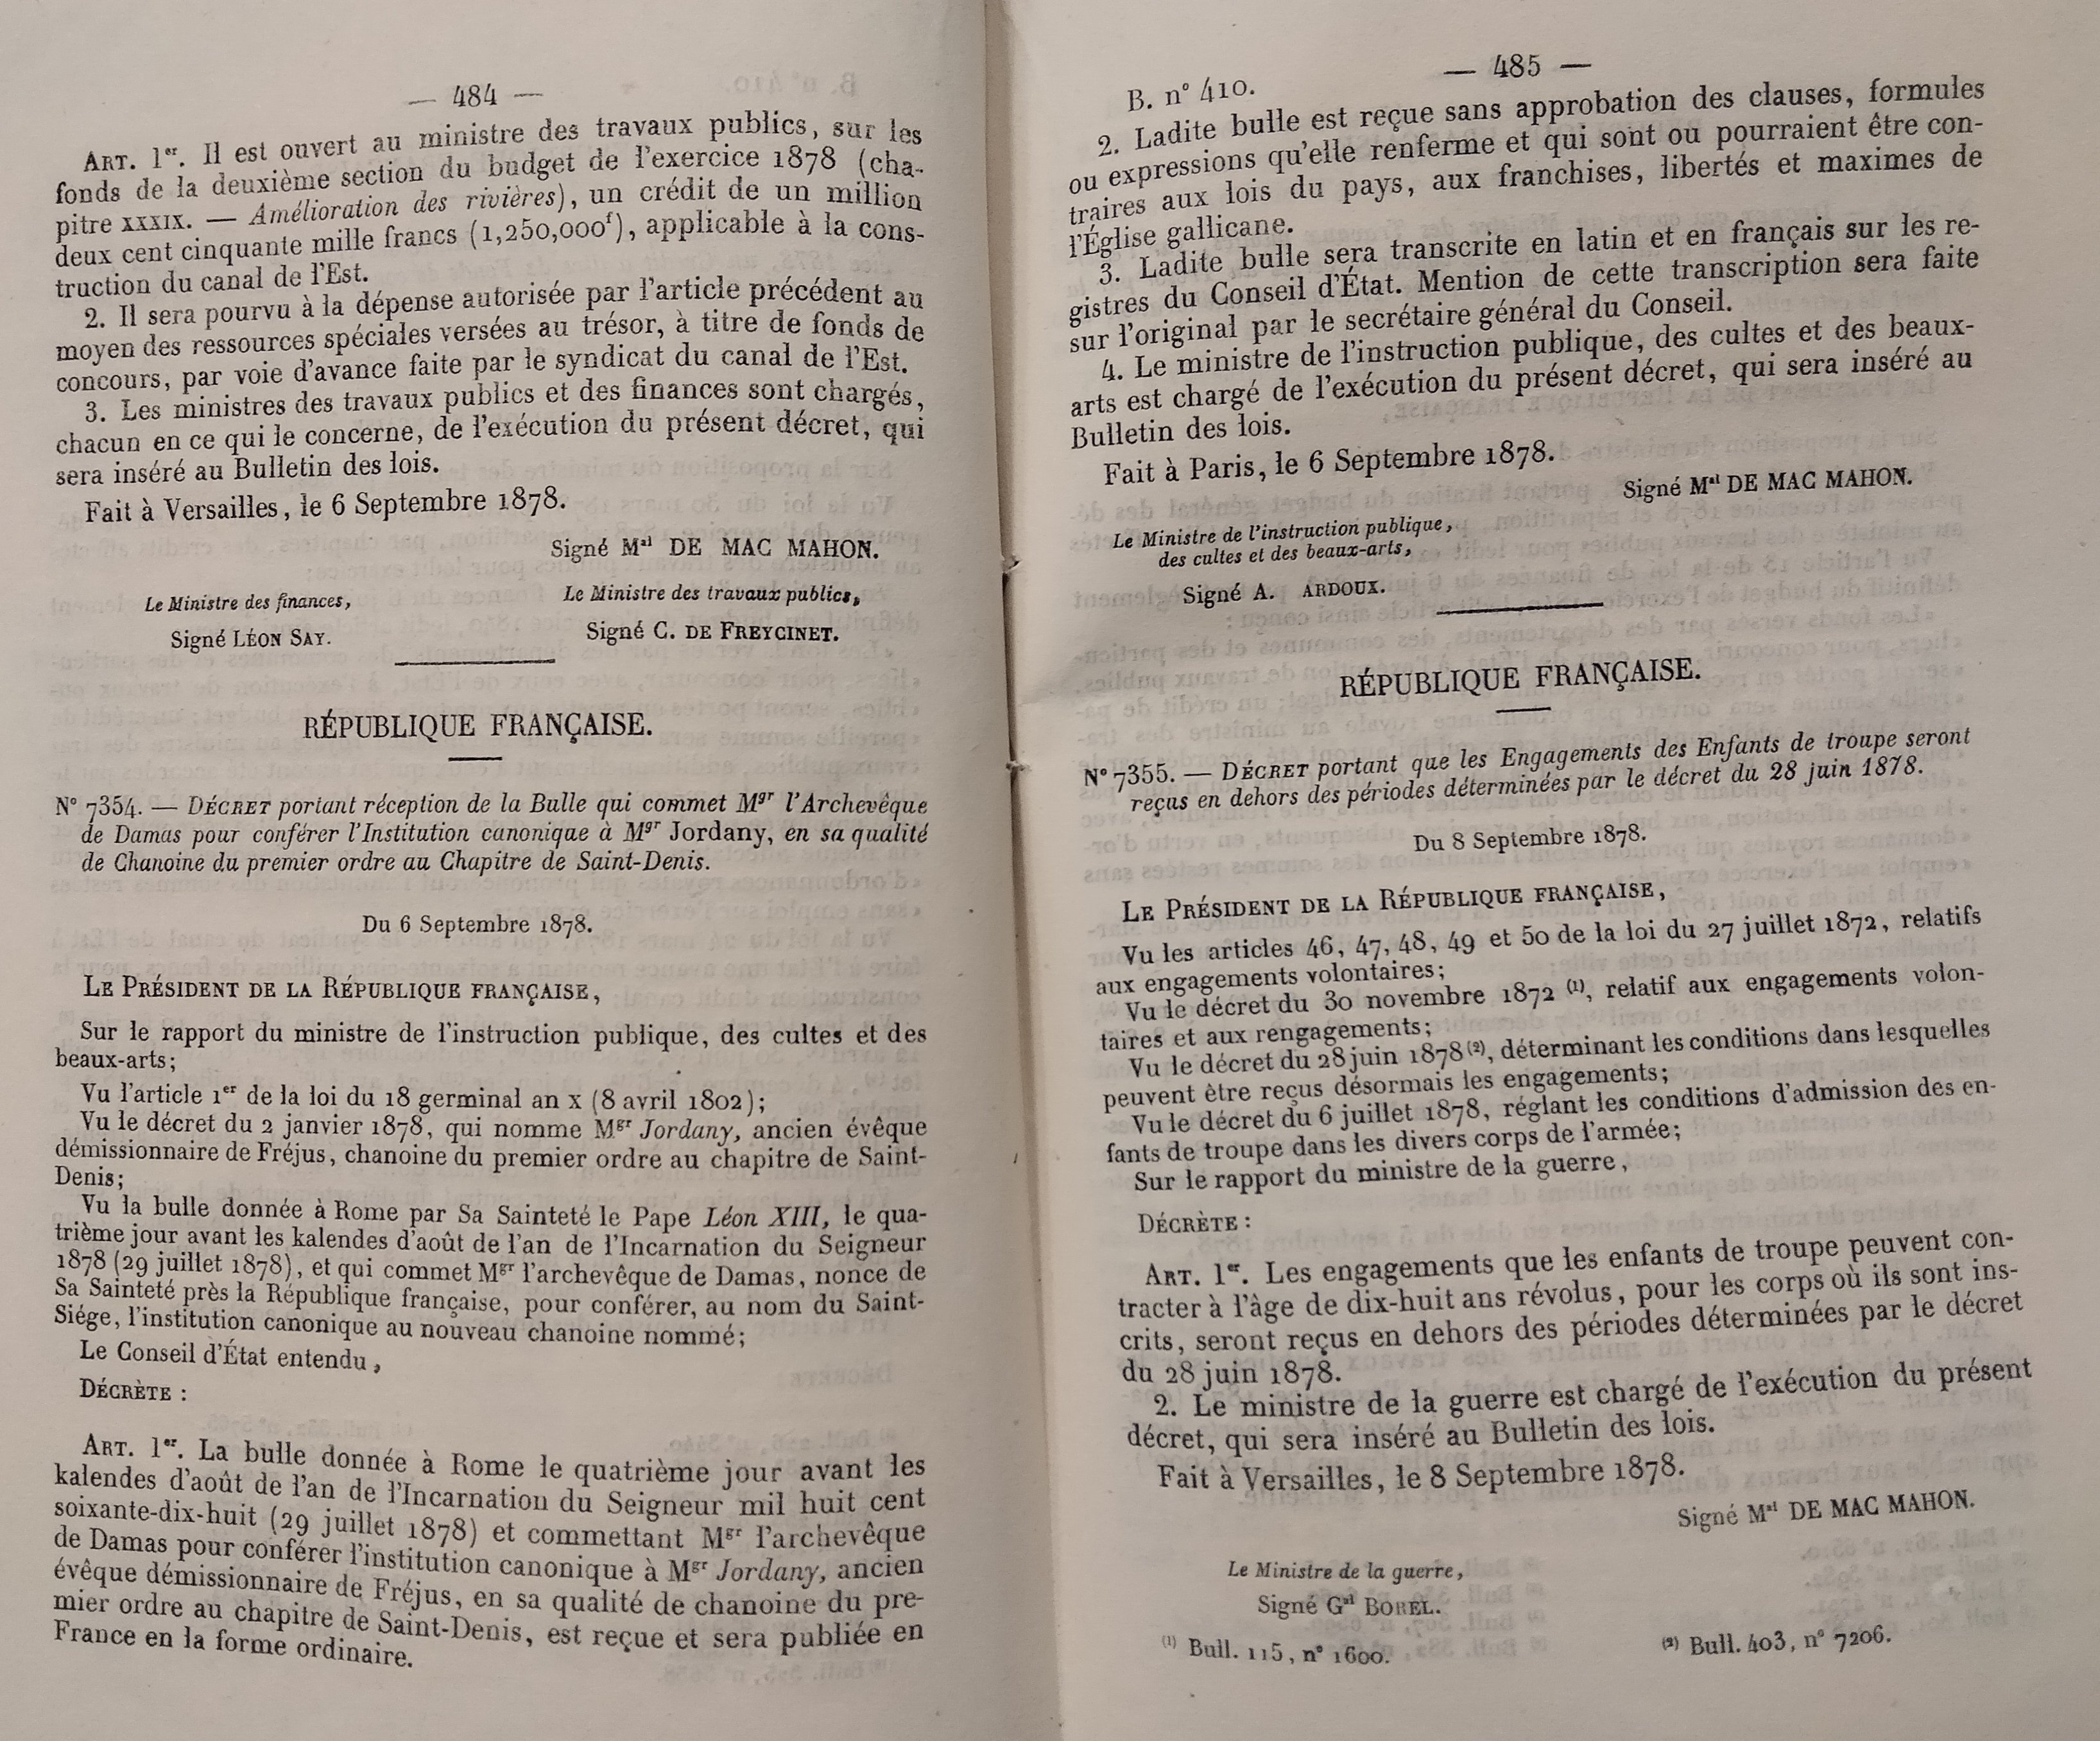 — 484 —
ART. 1er. Il est ouvert au ministre des travaux publics, sur les
fonds de la deuxième section du budget de l'exercice 1878 (cha-
pitre XXXIX. — Amélioration des rivières), un crédit de un million
deux cent cinquante mille francs (1,250,000f), applicable à la cons-
truction du canal de l'Est.
2. Il sera pourvu à la dépense autorisée par l'article précédent au
moyen des ressources spéciales versées au trésor, à titre de fonds de
concours, par voie d'avance faite par le syndicat du canal de l'Est.
3. Les ministres des travaux publics et des finances sont chargés,
chacun en ce qui le concerne, de l'exécution du présent décret, qui
sera inséré au Bulletin des lois.
Fait à Versailles, le 6 Septembre 1878.
Signé Mal DE MAC MAHON.
Le Ministre des finances,
Signé LÉON SAY.
Le Ministre des travaux publics,
Signé C. DE FREYCINET.
RÉPUBLIQUE FRANÇAISE.
N° 7354. — DÉCRET portant réception de la Bulle qui commet Mgr l'Archevêque
de Damas pour conférer l'Institution canonique à Mgr Jordany, en sa qualité
de Chanoine du premier ordre au Chapitre de Saint-Denis.
Du 6 Septembre 1878.
LE PRÉSIDENT DE LA RÉPUBLIQUE FRANÇAISE,
Sur le rapport du ministre de l'instruction publique, des cultes et des
beaux-arts;
Vu l'article 1er de la loi du 18 germinal an X (8 avril 1802);
Vu le décret du 2 janvier 1878, qui nomme Mgr Jordany, ancien évêque
démissionnaire de Fréjus, chanoine du premier ordre au chapitre de Saint-
Denis;
Vu la bulle donnée à Rome par Sa Sainteté le Pape Léon XIII, le qua-
trième jour avant les kalendes d'août de l'an de l'Incarnation du Seigneur
1878 (29 juillet 1878), et qui commet Mgr l'archevêque de Damas, nonce de
Sa Sainteté près la République française, pour conférer, au nom du Saint-
Siége, l'institution canonique au nouveau chanoine nommé;
Le Conseil d'État entendu,
DÉCRÈTE :
ART. 1er. La bulle donnée à Rome le quatrième jour avant les
kalendes d'août de l'an de l'Incarnation du Seigneur mil huit cent
soixante-dix-huit (29 juillet 1878) et commettant Mgr l'archevêque
de Damas pour conférer l'institution canonique à Mgr Jordany, ancien
évêque démissionnaire de Fréjus, en sa qualité de chanoine du pre-
mier ordre au chapitre de Saint-Denis, est reçue et sera publiée en
France en la forme ordinaire.
B. n° 410.
— 485 —
2. Ladite bulle est reçue sans approbation des clauses, formules
ou expressions qu'elle renferme et qui sont ou pourraient être con-
traires aux lois du pays, aux franchises, libertés et maximes de
l'Église gallicane.
3. Ladite bulle sera transcrite en latin et en français sur les re-
gistres du Conseil d'État. Mention de cette transcription sera faite
sur l'original par le secrétaire général du Conseil.
4. Le ministre de l'instruction publique, des cultes et des beaux-
arts est chargé de l'exécution du présent décret, qui sera inséré au
Bulletin des lois.
Fait à Paris, le 6 Septembre 1878.
Signé Mal DE MAC MAHON.
Le Ministre de l'instruction publique,
des cultes et des beaux-arts,
Signé A. ARDOUX.
RÉPUBLIQUE FRANÇAISE.
N° 7355. — DÉCRET portant que les Engagements des Enfants de troupe seront
reçus en dehors des périodes déterminées par le décret du 28 juin 1878.
Du 8 Septembre 1878.
LE PRÉSIDENT DE LA RÉPUBLIQUE FRANÇAISE,
Vu les articles 46, 47, 48, 49 et 50 de la loi du 27 juillet 1872, relatifs
aux engagements volontaires;
Vu le décret du 30 novembre 1872 (1), relatif aux engagements volon-
taires et aux rengagements;
Vu le décret du 28 juin 1878 (2), déterminant les conditions dans lesquelles
peuvent être reçus désormais les engagements;
Vu le décret du 6 juillet 1878, réglant les conditions d'admission des en-
fants de troupe dans les divers corps de l'armée;
Sur le rapport du ministre de la guerre,
DÉCRÈTE :
ART. 1er. Les engagements que les enfants de troupe peuvent con-
tracter à l'âge de dix-huit ans révolus, pour les corps où ils sont ins-
crits, seront reçus en dehors des périodes déterminées par le décret
du 28 juin 1878.
2. Le ministre de la guerre est chargé de l'exécution du présent
décret, qui sera inséré au Bulletin des lois.
Fait à Versailles, le 8 Septembre 1878.
Signé Mal DE MAC MAHON.
Le Ministre de la guerre,
Signé Gal BOREL.
(1) Bull. 115, n° 1600.
(2) Bull. 403, n° 7206.